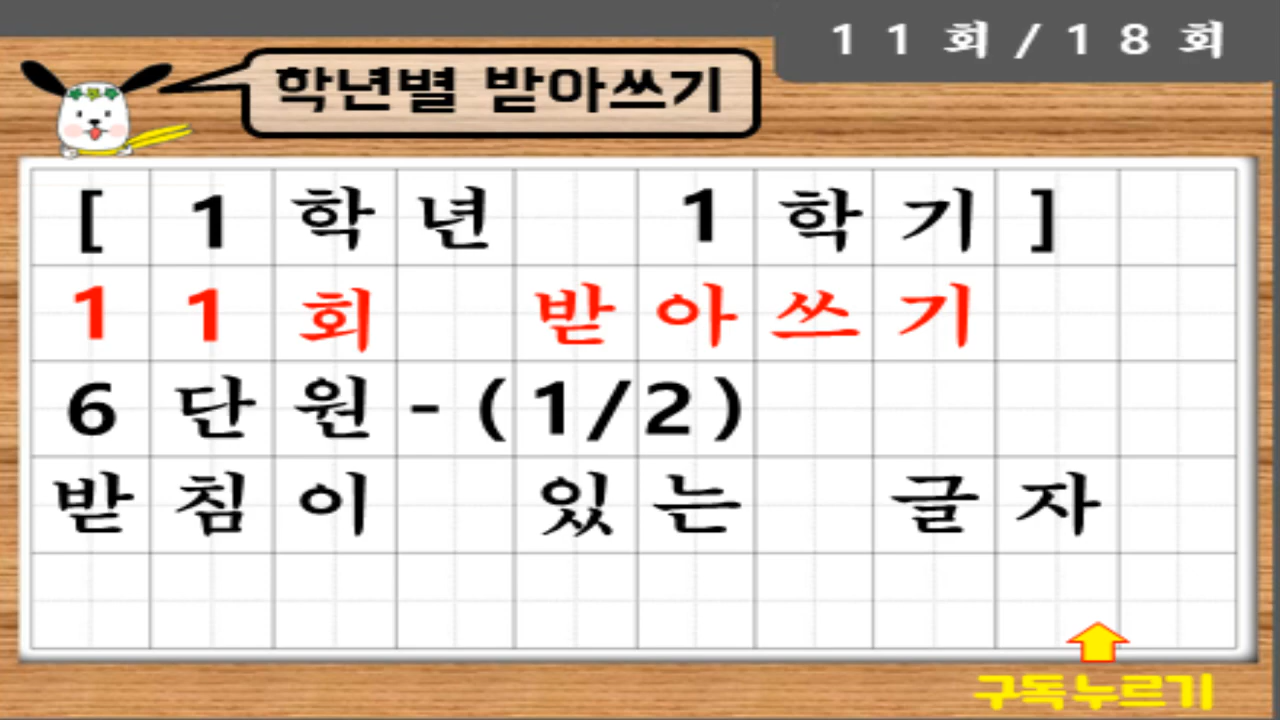 11회/18회
학년별 받아쓰기
[1학년 1학기]
11회 받아쓰기
6단원-(1/2)
받침이 있는 글자
구독누르기